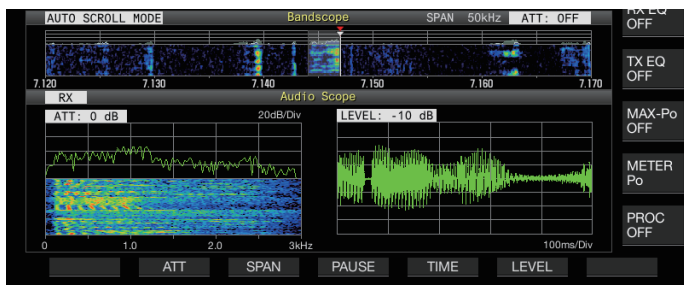 AUTO SCROLL MODE Bandscope SPAN 50kHz ATT: OFF
RX EQ
OFF
7.120 7.130 7.140 7.150 7.160 7.170
TX EQ
OFF
RX Audio Scope
ATT: 0 dB 20dB/Div LEVEL: -10 dB
MAX-Po
OFF
METER
Po
PROC
OFF
0 1.0 2.0 3kHz 100ms/Div
ATT SPAN PAUSE TIME LEVEL